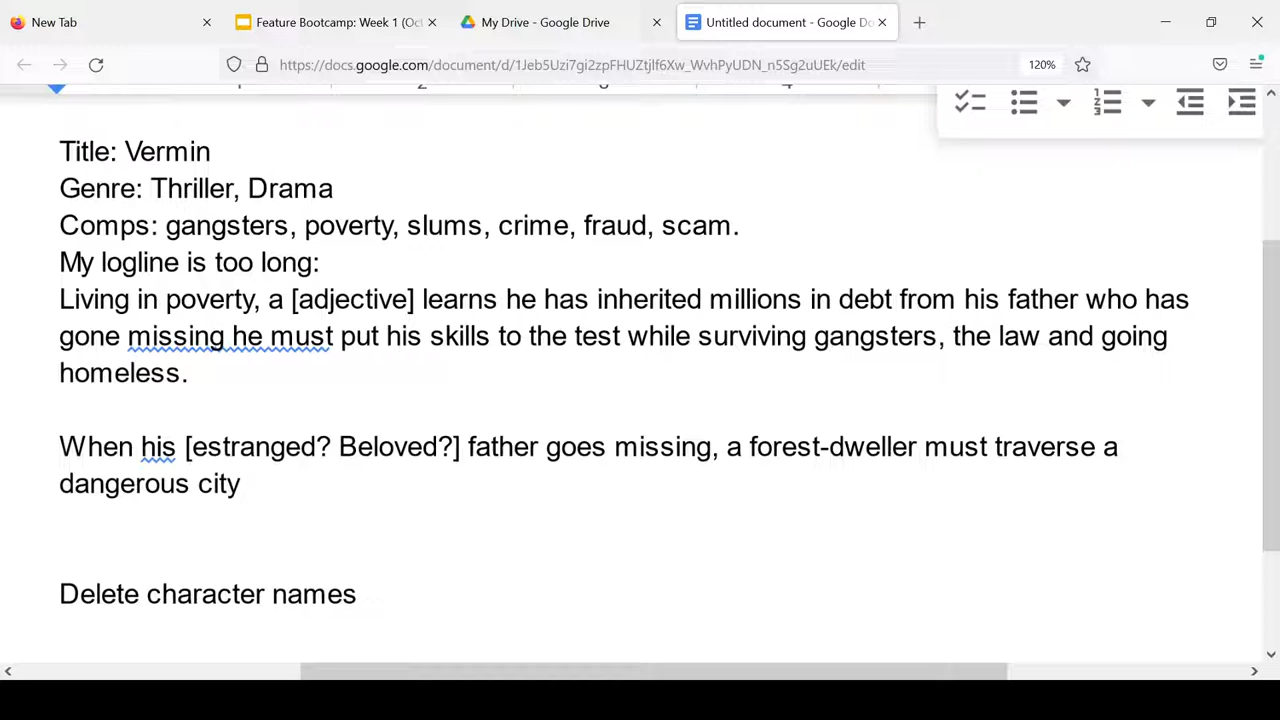 New Tab
Feature Bootcamp: Week 1 (Oct
My Drive - Google Drive
Untitled document - Google Do
https://docs.google.com/document/d/1Jeb5Uzi7gi2zpFHUZtjlf6Xw_WvhPyUDN_n5Sg2uUEk/edit
120%
Title: Vermin
Genre: Thriller, Drama
Comps: gangsters, poverty, slums, crime, fraud, scam.
My logline is too long:
Living in poverty, a [adjective] learns he has inherited millions in debt from his father who has
gone missing he must put his skills to the test while surviving gangsters, the law and going
homeless.
When his [estranged? Beloved?] father goes missing, a forest-dweller must traverse a
dangerous city
Delete character names